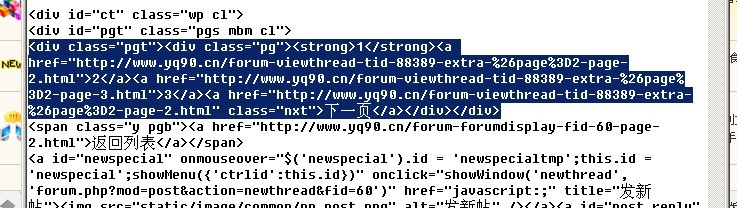 <div id="ct" class="wp cl">
<div id="pgt" class="pgs mbm cl">
<div class="pgt"><div class="pg"><strong>1</strong><a
href="http://www.yq90.cn/forum-viewthread-tid-88389-extra-%26page%3D2-page-
2.html">2</a><a href="http://www.yq90.cn/forum-viewthread-tid-88389-extra-%26page%
3D2-page-3.html">3</a><a href="http://www.yq90.cn/forum-viewthread-tid-88389-extra-
%26page%3D2-page-2.html" class="nxt">下一页</a></div></div>
<span class="y pgb"><a href="http://www.yq90.cn/forum-forumdisplay-fid-60-page-
2.html">返回列表</a></span>
<a id="newspecial" onmouseover="$('newspecial').id = 'newspecialtmp';this.id =
'newspecial';showMenu({'ctrlid':this.id})" onclick="showWindow('newthread',
'forum.php?mod=post&action=newthread&fid=60')" href="javascript:;" title="发新
帖"><img src="static/image/common/pn_post.png" alt="发新帖" /></a><a id="post_reply"